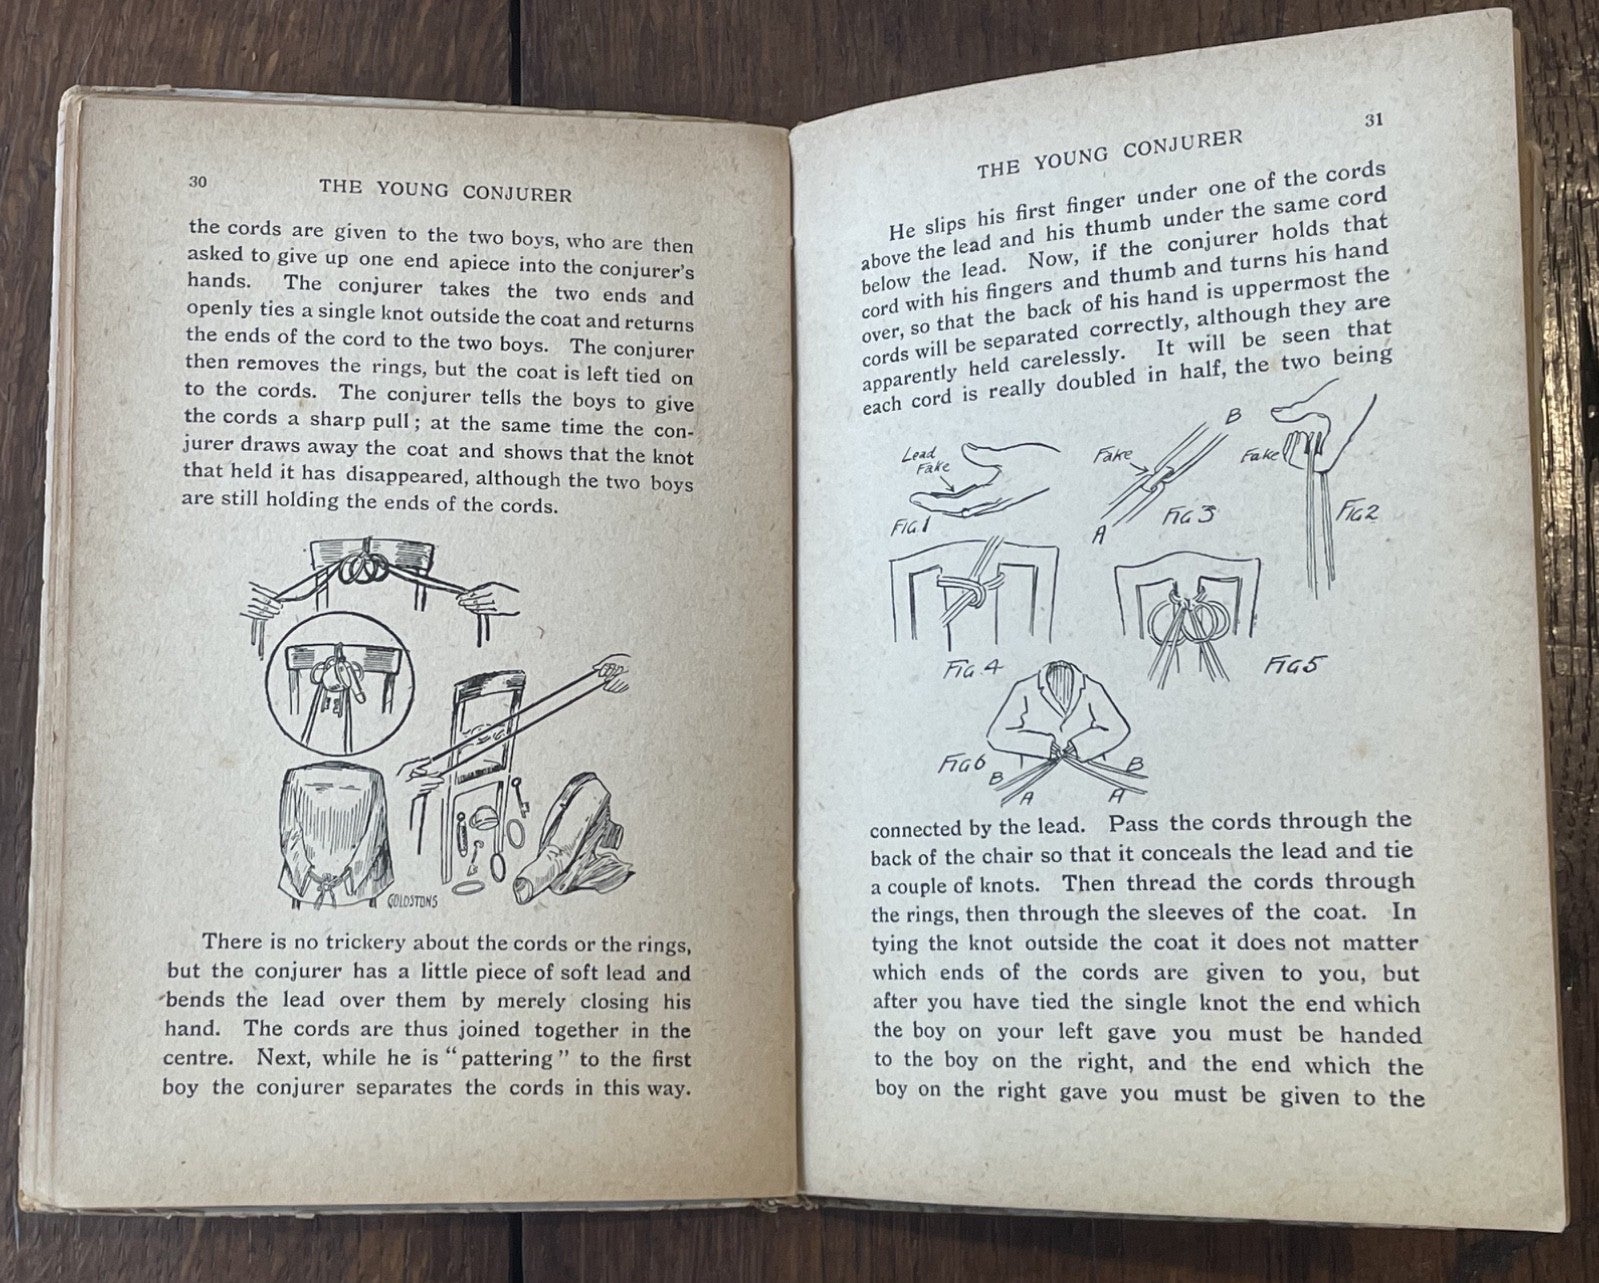 30
THE YOUNG CONJURER
the cords are given to the two boys, who are then
asked to give up one end apiece into the conjurer's
hands. The conjurer takes the two ends and
openly ties a single knot outside the coat and returns
the ends of the cord to the two boys. The conjurer
then removes the rings, but the coat is left tied on
to the cords. The conjurer tells the boys to give
the cords a sharp pull; at the same time the con-
jurer draws away the coat and shows that the knot
that held it has disappeared, although the two boys
are still holding the ends of the cords.
GOLDSTONS
There is no trickery about the cords or the rings,
but the conjurer has a little piece of soft lead and
bends the lead over them by merely closing his
hand. The cords are thus joined together in the
centre. Next, while he is "pattering" to the first
boy the conjurer separates the cords in this way.
31
THE YOUNG CONJURER
He slips his first finger under one of the cords
above the lead and his thumb under the same cord
below the lead. Now, if the conjurer holds that
cord with his fingers and thumb and turns his hand
over, so that the back of his hand is uppermost the
cords will be separated correctly, although they are
apparently held carelessly. It will be seen that
each cord is really doubled in half, the two being
Lead
Fake
FIG.1
Fake
B
A
FIG 3
Fake
FIG 2
FIG.4
FIG 5
FIG 6
B
A
B
A
connected by the lead. Pass the cords through the
back of the chair so that it conceals the lead and tie
a couple of knots. Then thread the cords through
the rings, then through the sleeves of the coat. In
tying the knot outside the coat it does not matter
which ends of the cords are given to you, but
after you have tied the single knot the end which
the boy on your left gave you must be handed
to the boy on the right, and the end which the
boy on the right gave you must be given to the